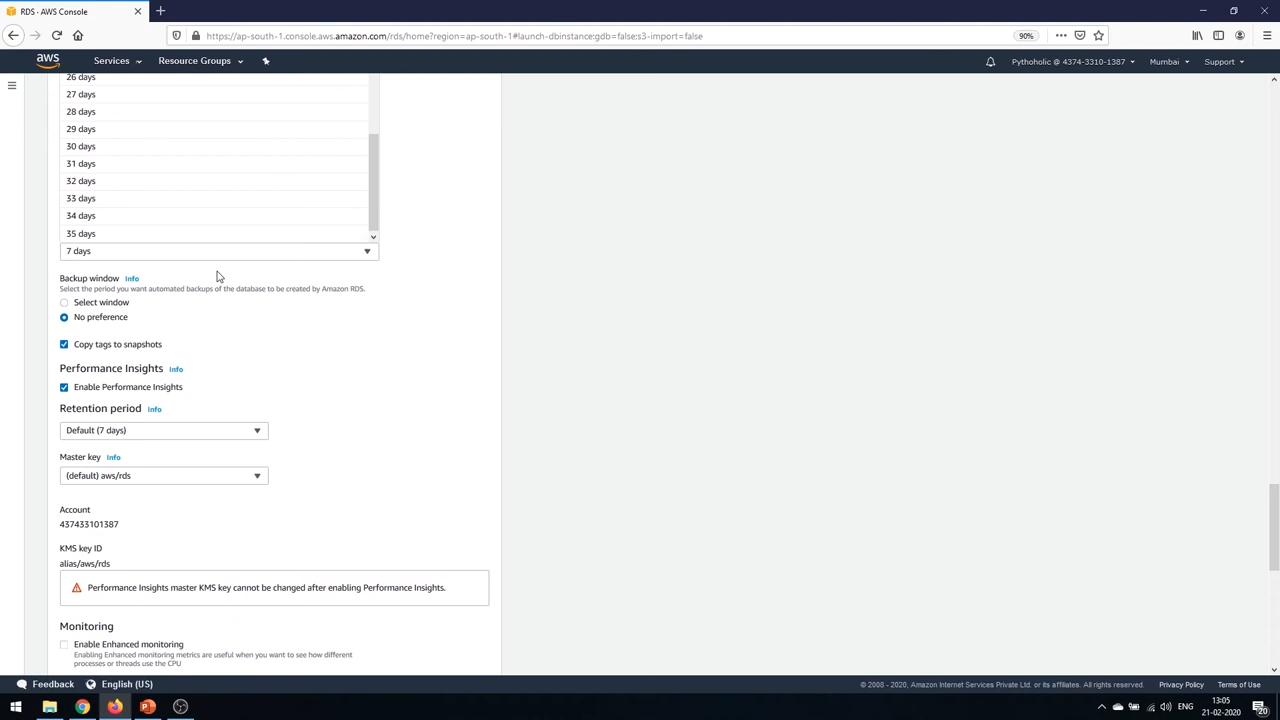 RDS · AWS Console
https://ap-south-1.console.aws.amazon.com/rds/home?region=ap-south-1#launch-dbinstance:gdb=false:s3-import=false
90%
aws
Services
Resource Groups
Pythoholic @ 4374-3310-1387
Mumbai
Support
26 days
27 days
28 days
29 days
30 days
31 days
32 days
33 days
34 days
35 days
7 days
Backup window Info
Select the period you want automated backups of the database to be created by Amazon RDS.
Select window
No preference
Copy tags to snapshots
Performance Insights Info
Enable Performance Insights
Retention period Info
Default (7 days)
Master key Info
(default) aws/rds
Account
437433101387
KMS key ID
alias/aws/rds
Performance Insights master KMS key cannot be changed after enabling Performance Insights.
Monitoring
Enable Enhanced monitoring
Enabling Enhanced monitoring metrics are useful when you want to see how different
processes or threads use the CPU
Feedback
English (US)
© 2008 - 2020, Amazon Internet Services Private Ltd. or its affiliates. All rights reserved.
Privacy Policy
Terms of Use
ENG
13:05
21-02-2020
20